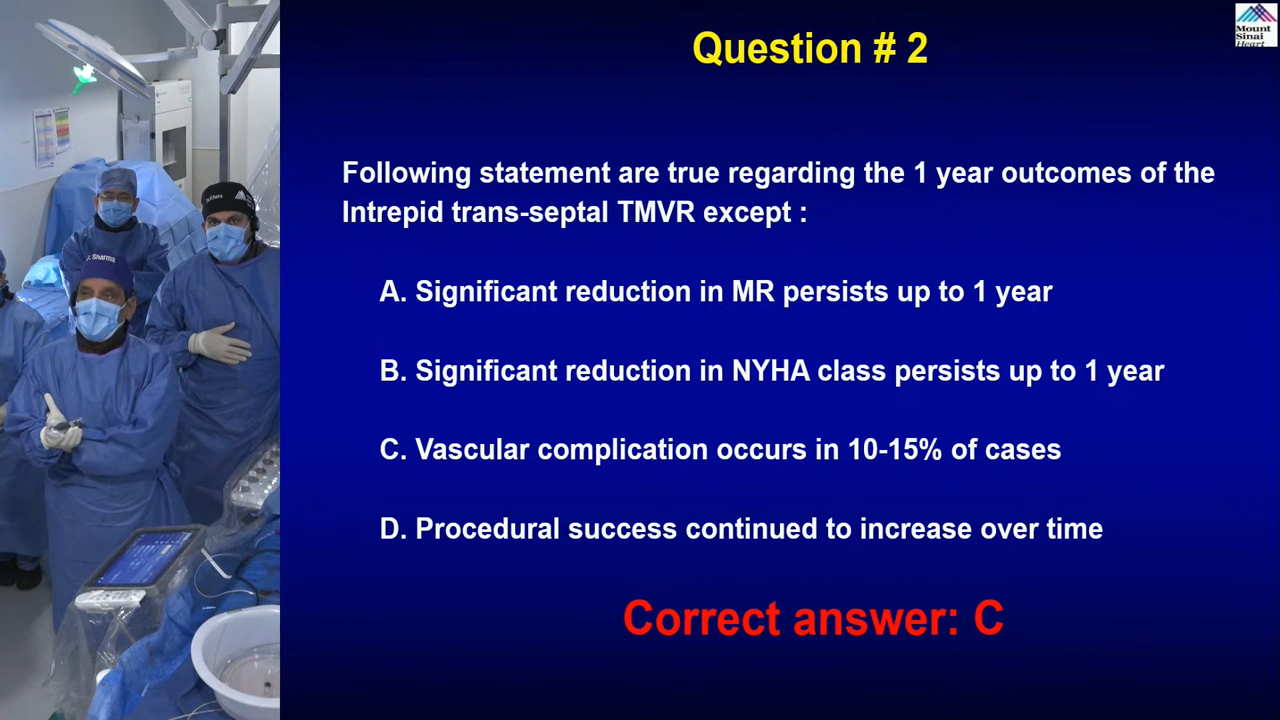 Question # 2
Mount
Sinai
Heart
Following statement are true regarding the 1 year outcomes of the
Intrepid trans-septal TMVR except :
A. Significant reduction in MR persists up to 1 year
B. Significant reduction in NYHA class persists up to 1 year
C. Vascular complication occurs in 10-15% of cases
D. Procedural success continued to increase over time
Correct answer: C
Sharma